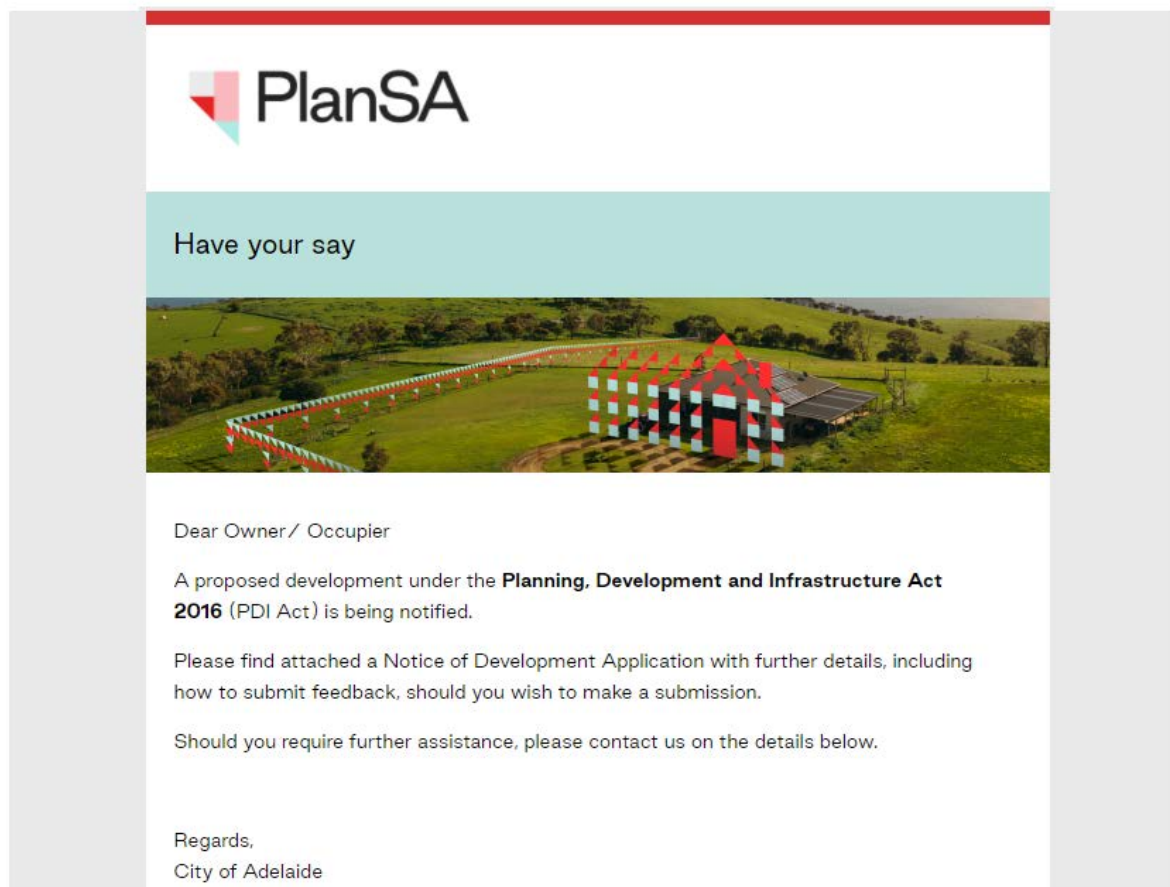 PlanSA
Have your say
Dear Owner/ Occupier
A proposed development under the Planning, Development and Infrastructure Act
2016 (PDI Act) is being notified.
Please find attached a Notice of Development Application with further details, including
how to submit feedback, should you wish to make a submission.
Should you require further assistance, please contact us on the details below.
Regards,
City of Adelaide